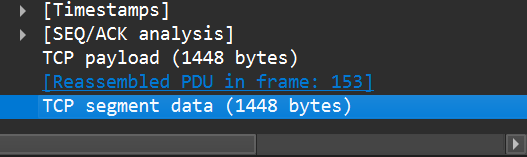 [Timestamps]
[SEQ/ACK analysis]
TCP payload (1448 bytes)
[Reassembled PDU in frame: 153]
TCP segment data (1448 bytes)